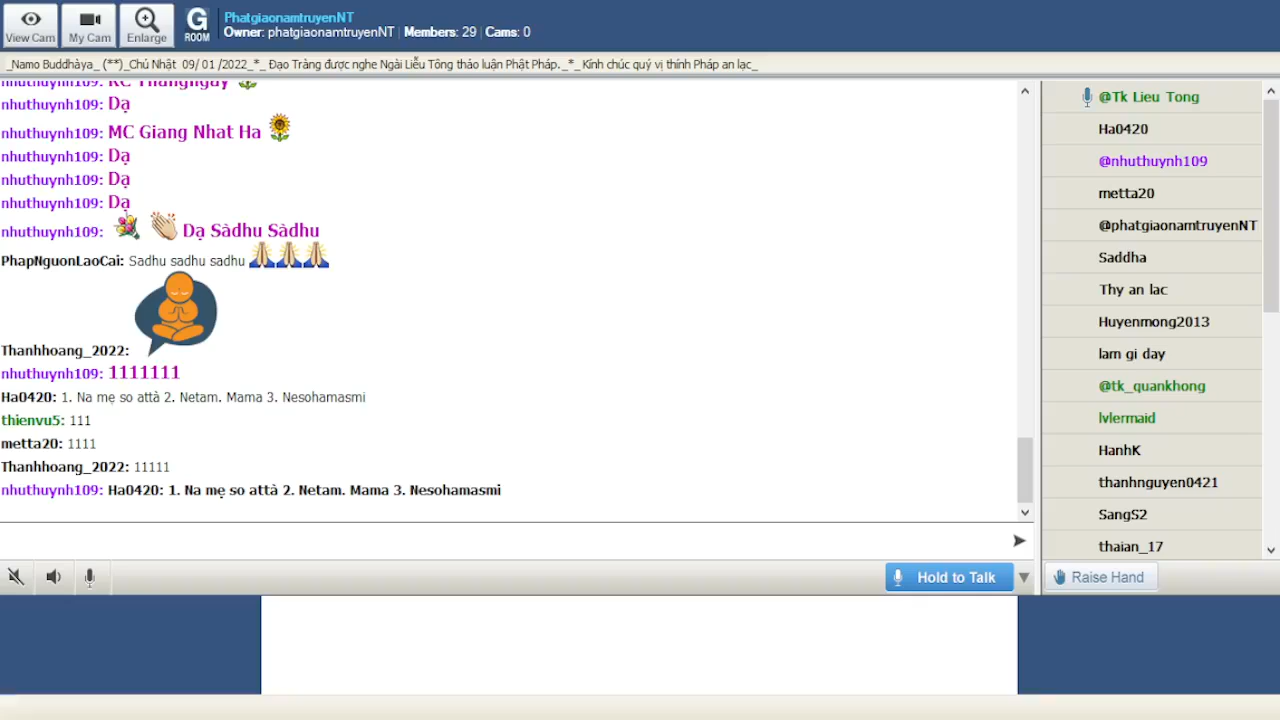 View Cam
My Cam
Enlarge
G
ROOM
PhatgiaonamtruyenNT
Owner: phatgiaonamtruyenNT | Members: 29 | Cams: 0
_Namo Buddhàya_ (**)_Chủ Nhật 09/ 01 /2022_*_ Đạo Tràng được nghe Ngài Liễu Tông thảo luận Phật Pháp._*_Kính chúc quý vị thính Pháp an lạc_
nhuthuynh109: KC Thangngay
nhuthuynh109: Dạ
nhuthuynh109: MC Giang Nhat Ha
nhuthuynh109: Dạ
nhuthuynh109: Dạ
nhuthuynh109: Dạ
nhuthuynh109: Dạ Sàdhu Sàdhu
PhapNguonLaoCai: Sadhu sadhu sadhu
Thanhhoang_2022:
nhuthuynh109: 1111111
Ha0420: 1. Na mẹ so attà 2. Netam. Mama 3. Nesohamasmi
thienvu5: 111
metta20: 1111
Thanhhoang_2022: 11111
nhuthuynh109: Ha0420: 1. Na mẹ so attà 2. Netam. Mama 3. Nesohamasmi
@Tk Lieu Tong
Ha0420
@nhuthuynh109
metta20
@phatgiaonamtruyenNT
Saddha
Thy an lac
Huyenmong2013
lam gi day
@tk_quankhong
lvlermaid
HanhK
thanhnguyen0421
SangS2
thaian_17
Hold to Talk
Raise Hand